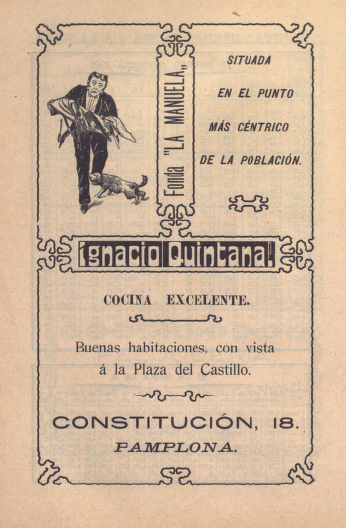 Fonda "LA MANUELA„
SITUADA
EN EL PUNTO
MÁS CÉNTRICO
DE LA POBLACIÓN.
¡Ignacio Quintana!
COCINA EXCELENTE.
Buenas habitaciones, con vista
á la Plaza del Castillo.
CONSTITUCIÓN, 18.
PAMPLONA.